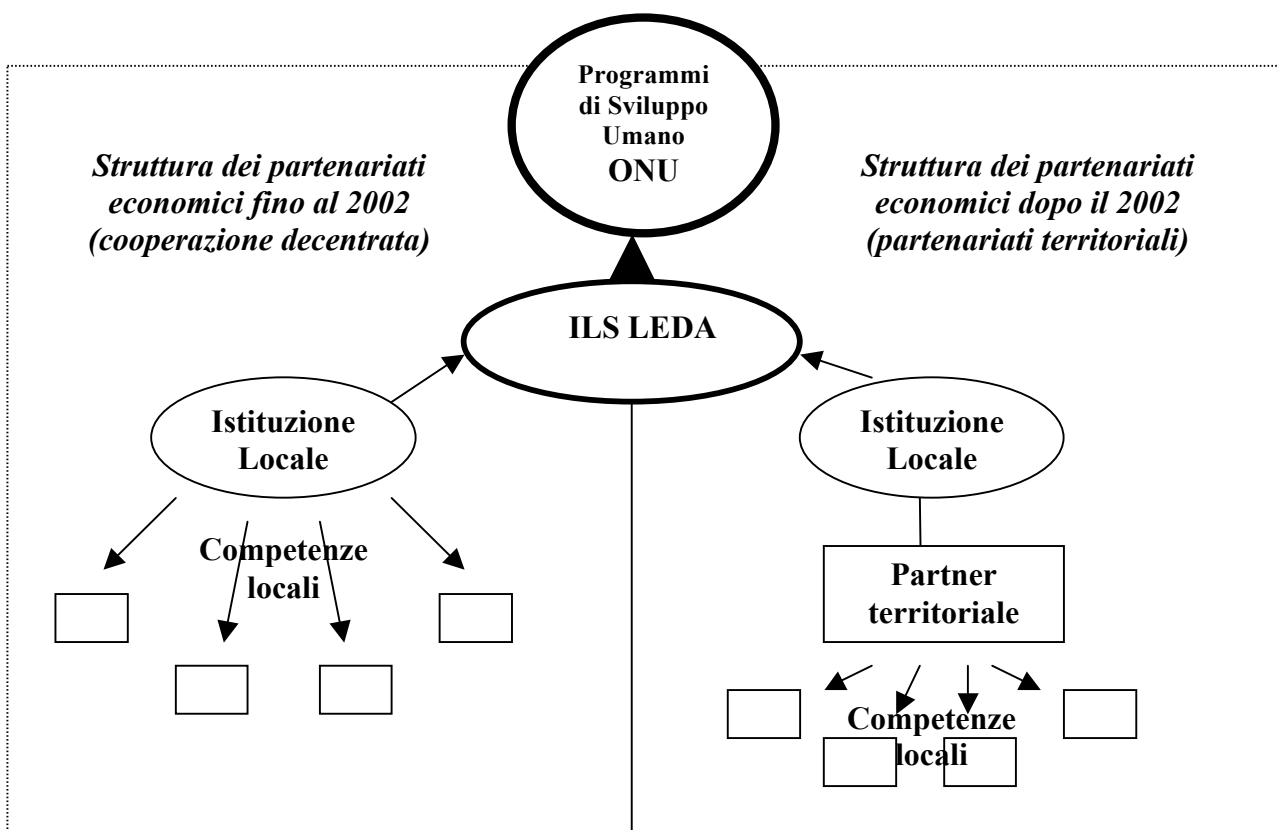 Programmi
di Sviluppo
Umano
ONU
Struttura dei partenariati
economici fino al 2002
(cooperazione decentrata)
Struttura dei partenariati
economici dopo il 2002
(partenariati territoriali)
ILS LEDA
Istituzione
Locale
Istituzione
Locale
Competenze
locali
Partner
territoriale
Competenze
locali